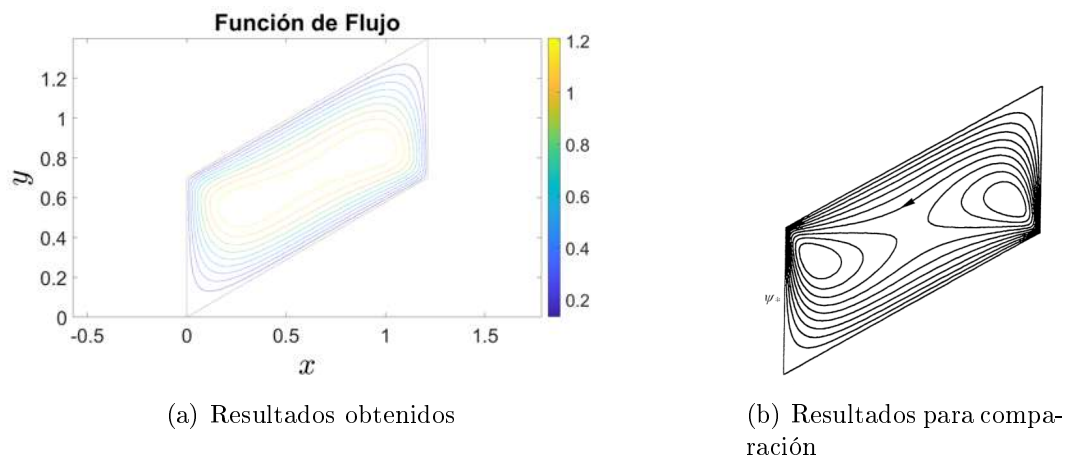 Función de Flujo
1.2
1
0.8
0.6
0.4
0.2
0
y
-0.5
0
0.5
1
1.5
x
1.2
1
0.8
0.6
0.4
0.2
ψ*
(a) Resultados obtenidos
(b) Resultados para compa-
ración